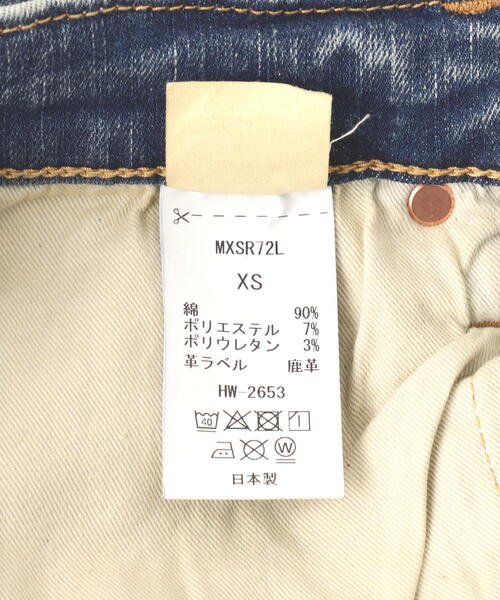 MXSR72L
XS
綿 90%
ポリエステル 7%
ポリウレタン 3%
革ラベル 鹿革
HW-2653
40
W
日本製